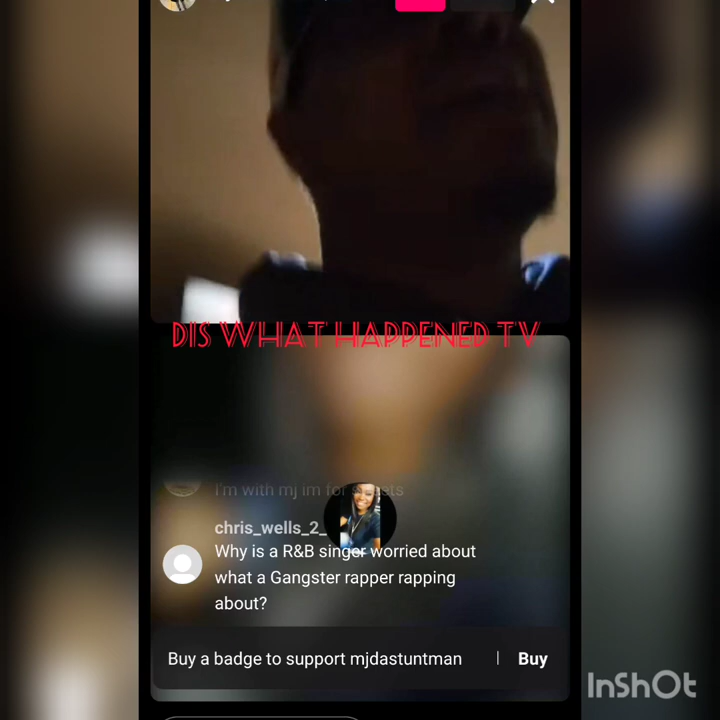 DIS WHAT HAPPENED TV
I'm with mj im for
chris_wells_2_
Why is a R&B singer worried about
what a Gangster rapper rapping
about?
Buy a badge to support mjdastuntman | Buy
InShOt